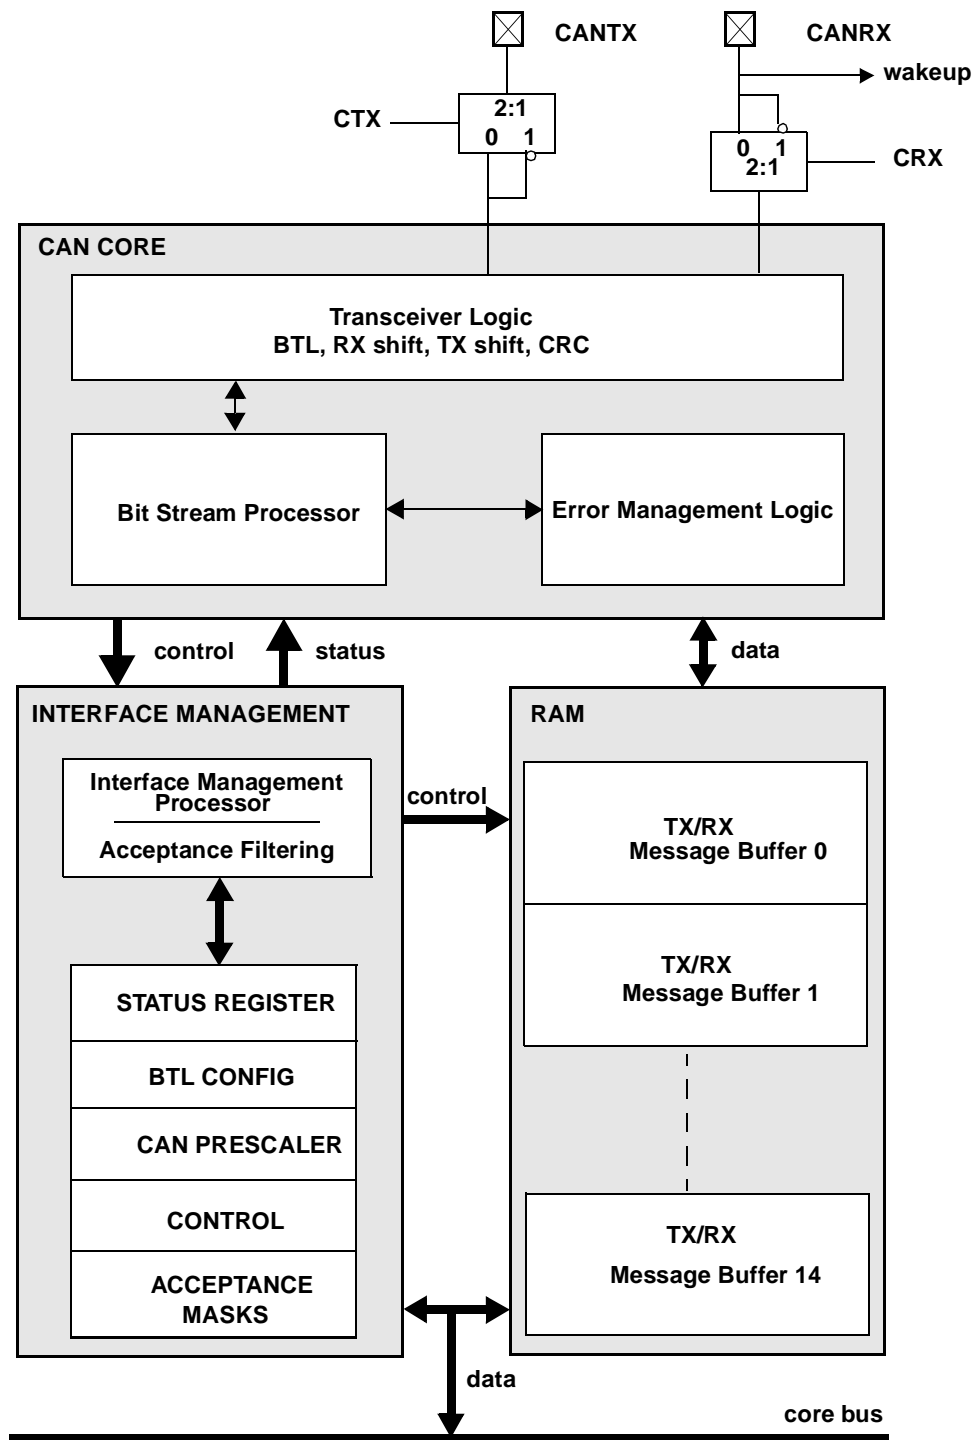 CANTX
CANRX
wakeup
CTX
2:1
0 1
0 1
2:1
CRX
CAN CORE
Transceiver Logic
BTL, RX shift, TX shift, CRC
Bit Stream Processor
Error Management Logic
control
status
data
INTERFACE MANAGEMENT
RAM
Interface Management
Processor
Acceptance Filtering
control
TX/RX
Message Buffer 0
TX/RX
Message Buffer 1
STATUS REGISTER
BTL CONFIG
CAN PRESCALER
CONTROL
ACCEPTANCE
MASKS
TX/RX
Message Buffer 14
data
core bus